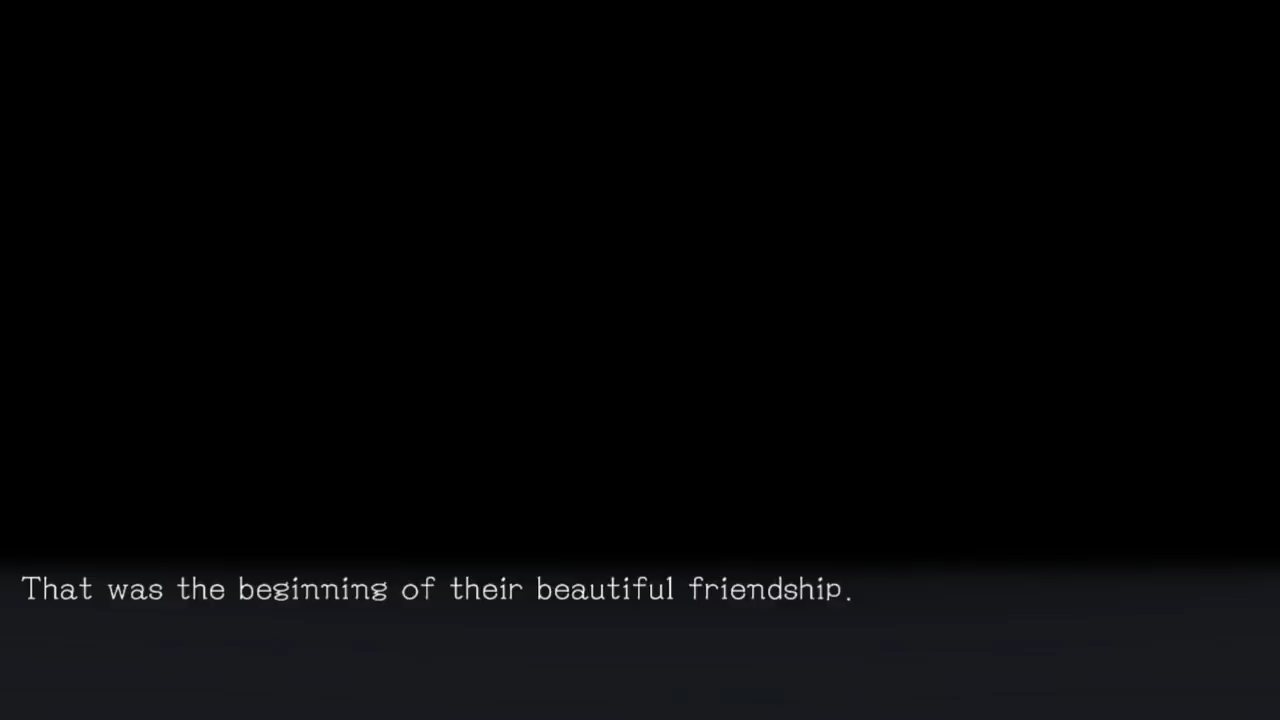 That was the beginning of their beautiful friendship.